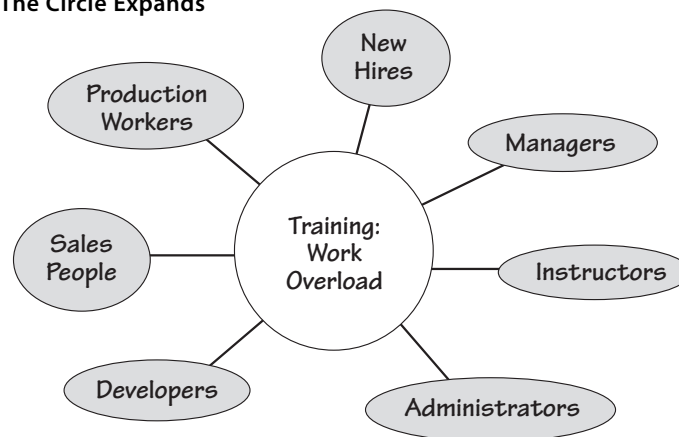 The Circle Expands
New
Hires
Production
Workers
Managers
Training:
Work
Overload
Sales
People
Instructors
Developers
Administrators